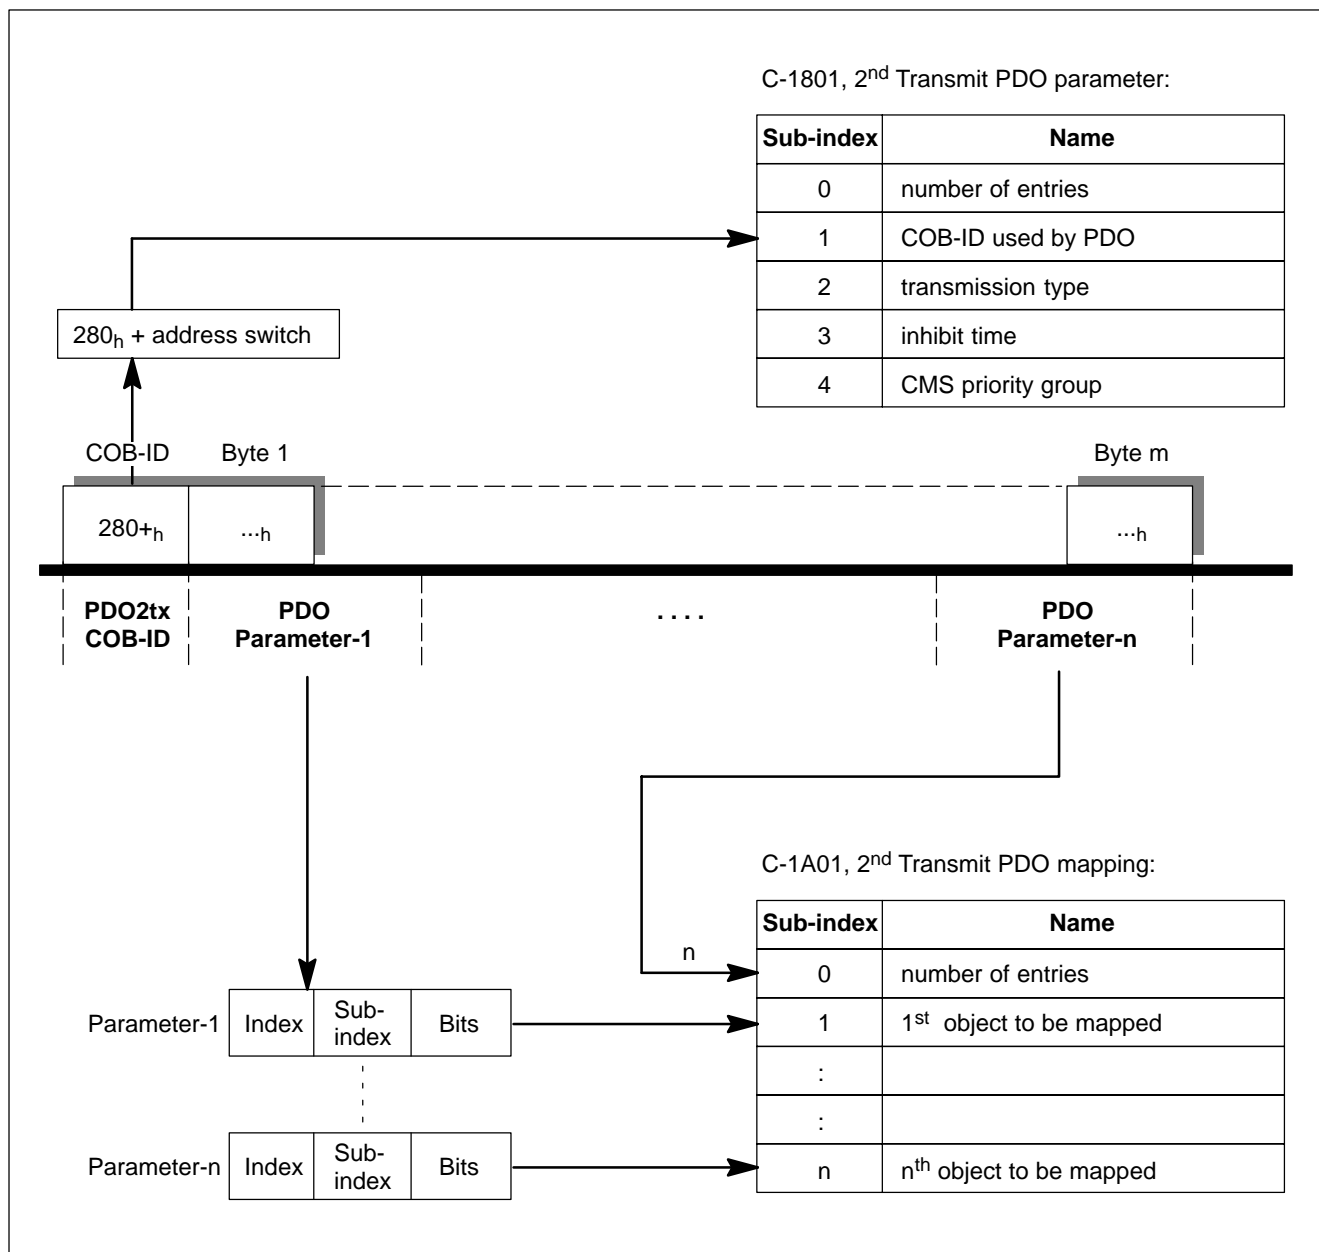 C-1801, 2nd Transmit PDO parameter:
Sub-index Name
0 number of entries
1 COB-ID used by PDO
2 transmission type
3 inhibit time
4 CMS priority group
280h + address switch
COB-ID Byte 1 Byte m
280+h ...h ...h
PDO2tx PDO .... PDO
COB-ID Parameter-1 Parameter-n
C-1A01, 2nd Transmit PDO mapping:
Sub-index Name
n 0 number of entries
Parameter-1 Index Sub-index Bits 1 1st object to be mapped
:
:
Parameter-n Index Sub-index Bits n nth object to be mapped